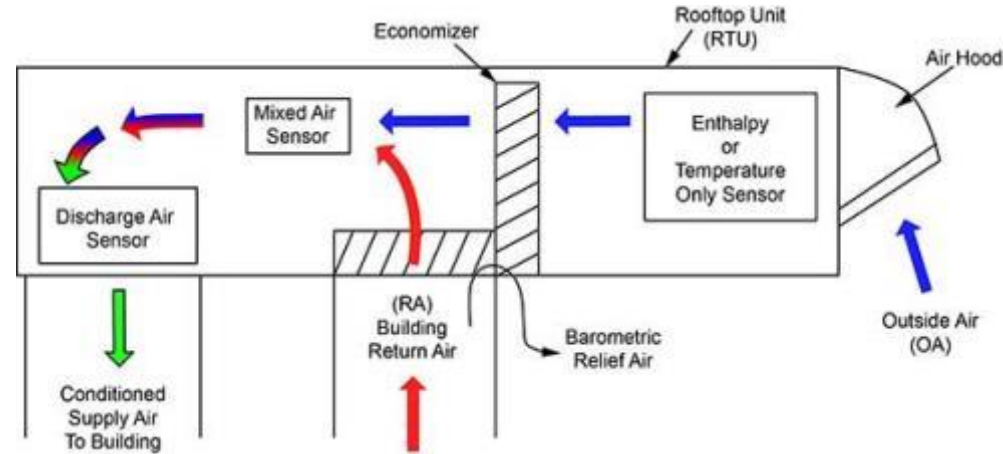 Economizer
Rooftop Unit
(RTU)
Air Hood
Mixed Air
Sensor
Enthalpy
or
Temperature
Only Sensor
Discharge Air
Sensor
(RA)
Building
Return Air
Barometric
Relief Air
Outside Air
(OA)
Conditioned
Supply Air
To Building